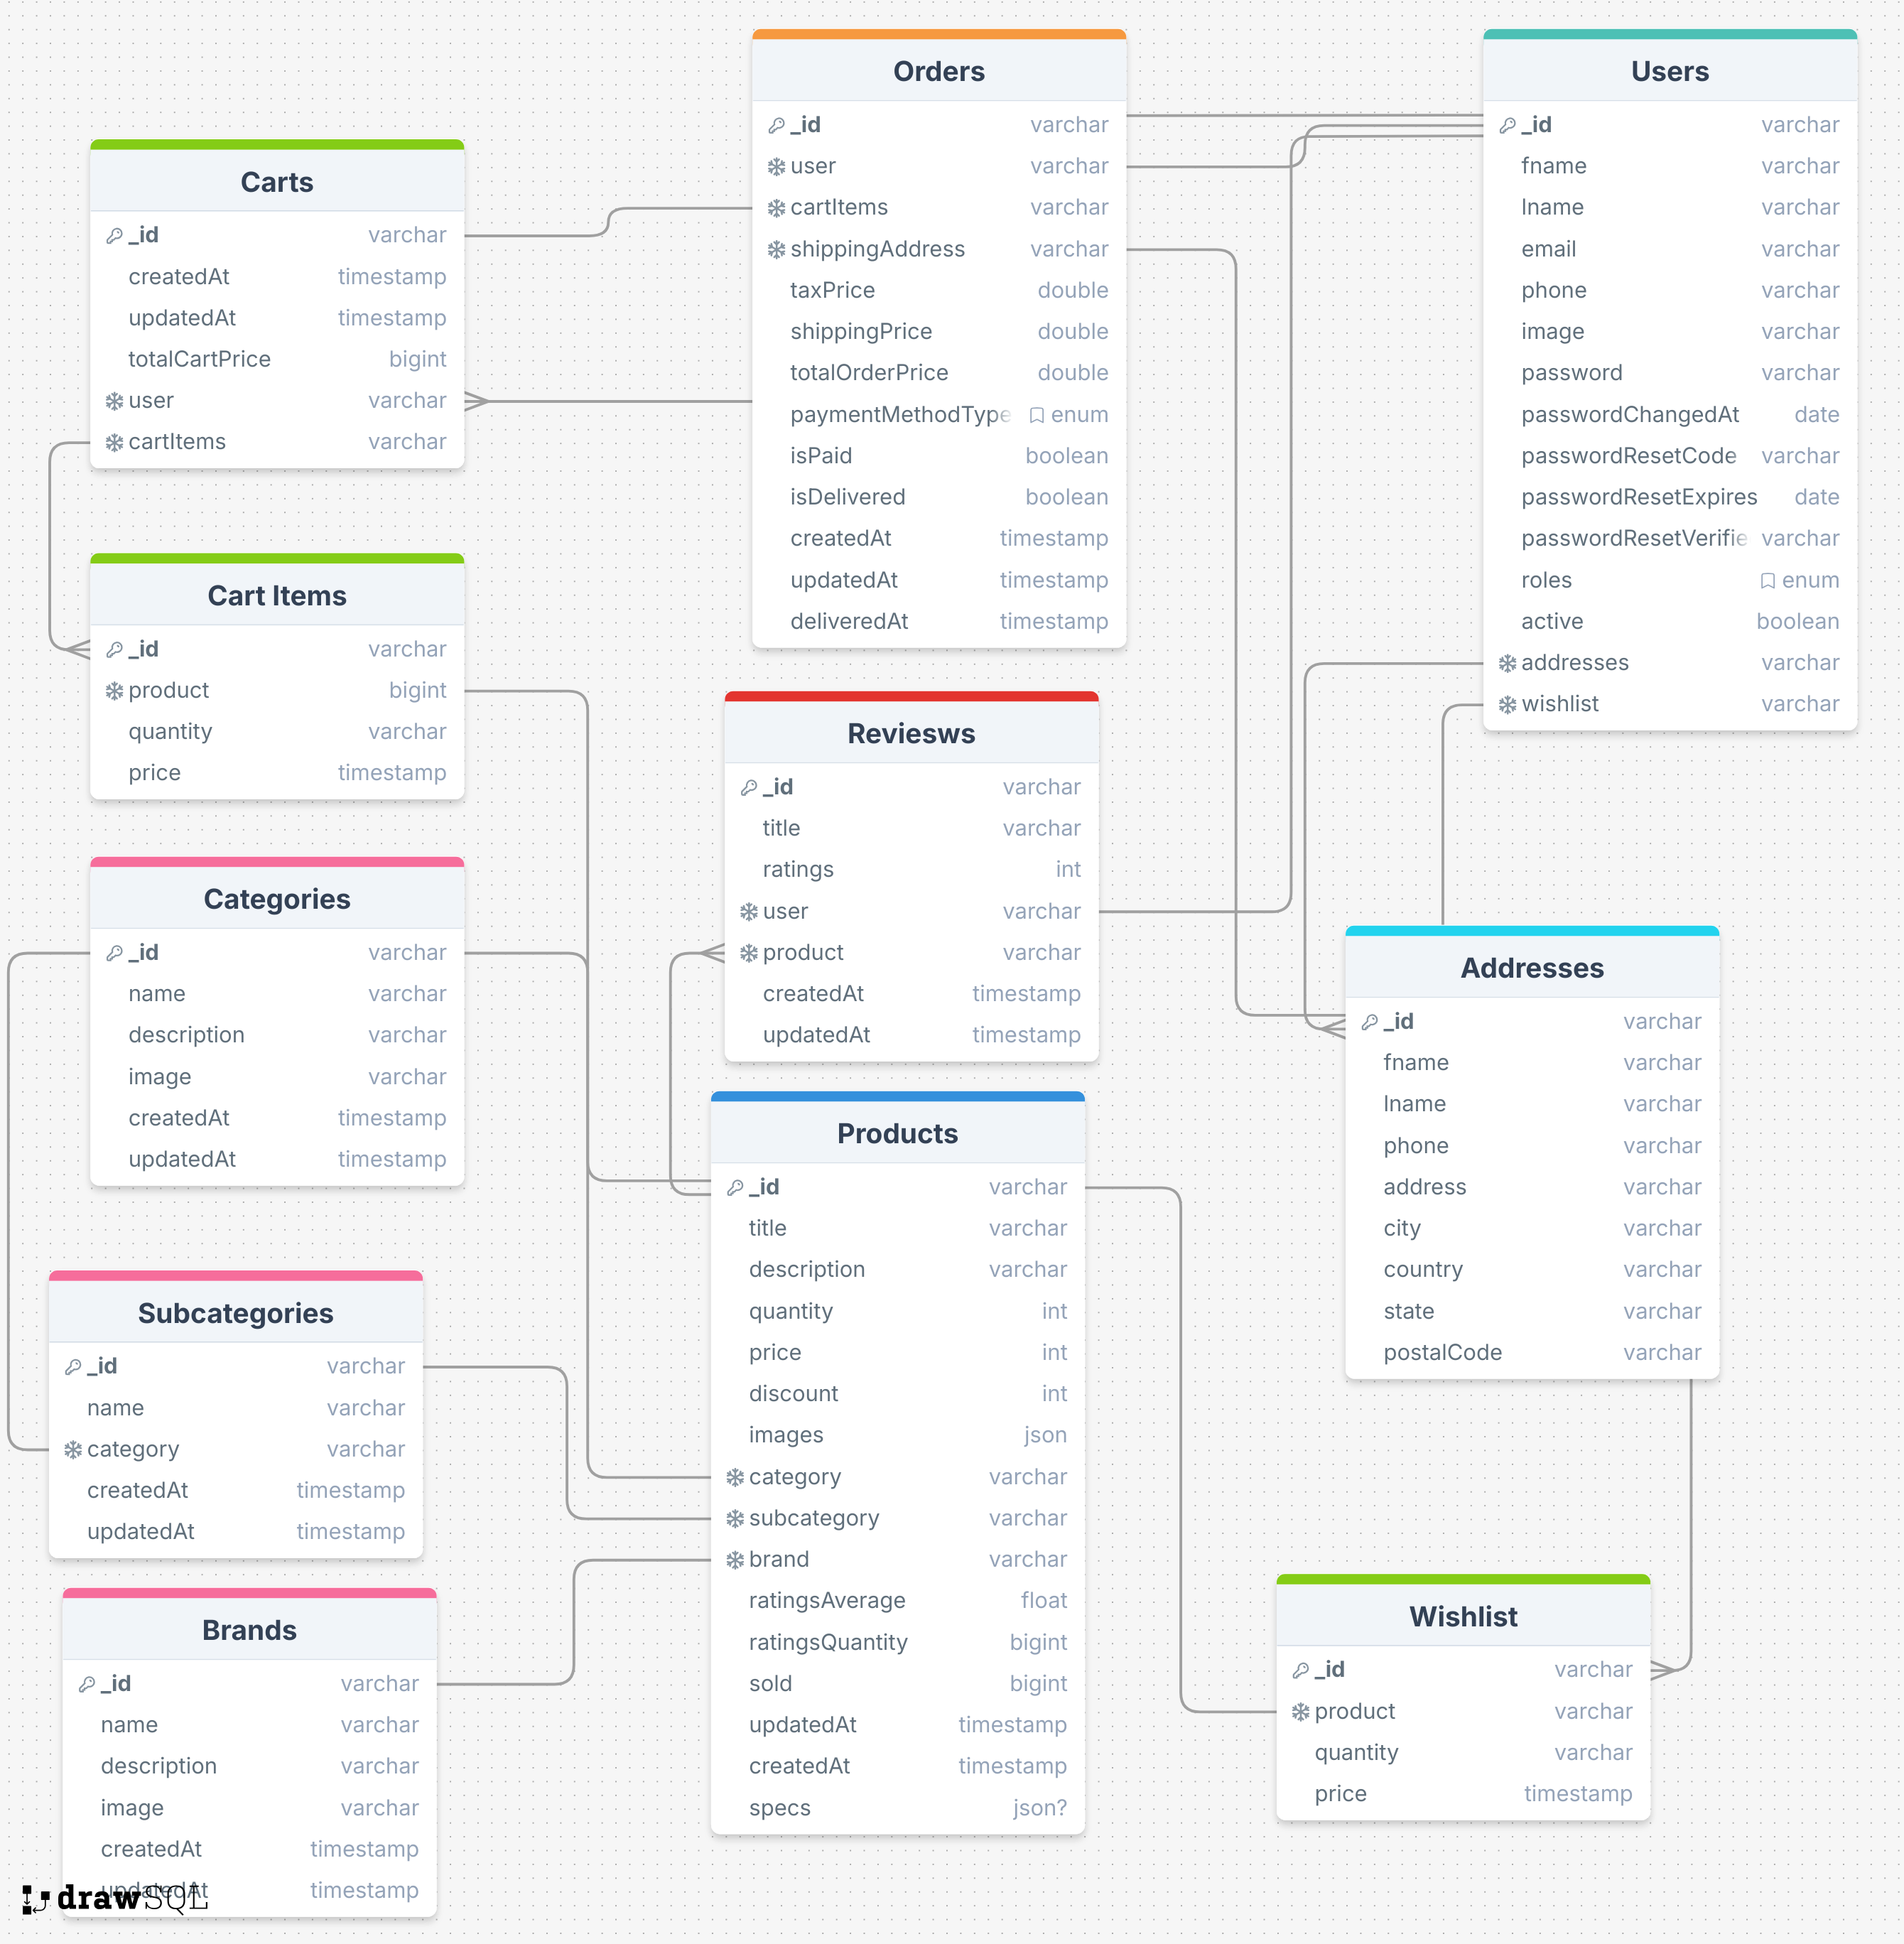 Carts
_id varchar
createdAt timestamp
updatedAt timestamp
totalCartPrice bigint
user varchar
cartItems varchar
Cart Items
_id varchar
product bigint
quantity varchar
price timestamp
Categories
_id varchar
name varchar
description varchar
image varchar
createdAt timestamp
updatedAt timestamp
Subcategories
_id varchar
name varchar
category varchar
createdAt timestamp
updatedAt timestamp
Brands
_id varchar
name varchar
description varchar
image varchar
createdAt timestamp
updatedAt timestamp
drawSQL
Orders
_id varchar
user varchar
cartItems varchar
shippingAddress varchar
taxPrice double
shippingPrice double
totalOrderPrice double
paymentMethodType enum
isPaid boolean
isDelivered boolean
createdAt timestamp
updatedAt timestamp
deliveredAt timestamp
Reviesws
_id varchar
title varchar
ratings int
user varchar
product varchar
createdAt timestamp
updatedAt timestamp
Products
_id varchar
title varchar
description varchar
quantity int
price int
discount int
images json
category varchar
subcategory varchar
brand varchar
ratingsAverage float
ratingsQuantity bigint
sold bigint
updatedAt timestamp
createdAt timestamp
specs json?
Users
_id varchar
fname varchar
lname varchar
email varchar
phone varchar
image varchar
password varchar
passwordChangedAt date
passwordResetCode varchar
passwordResetExpires date
passwordResetVerifie varchar
roles enum
active boolean
addresses varchar
wishlist varchar
Addresses
_id varchar
fname varchar
lname varchar
phone varchar
address varchar
city varchar
country varchar
state varchar
postalCode varchar
Wishlist
_id varchar
product varchar
quantity varchar
price timestamp